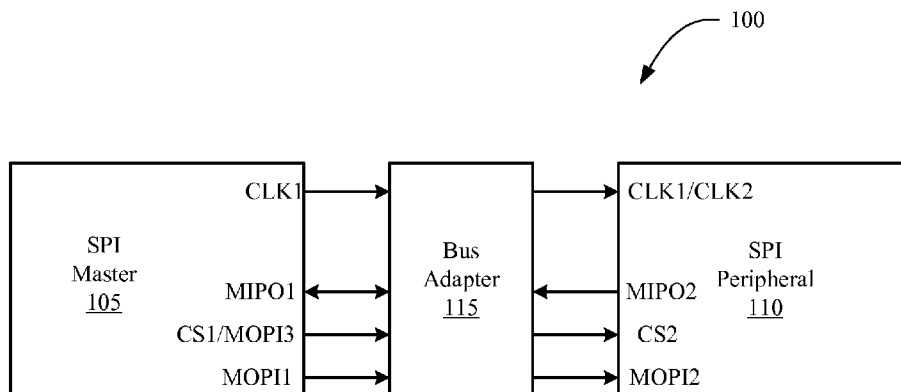 100
SPI
Master
105
CLK1
MIPO1
CS1/MOPI3
MOPI1
Bus
Adapter
115
CLK1/CLK2
MIPO2
CS2
MOPI2
SPI
Peripheral
110